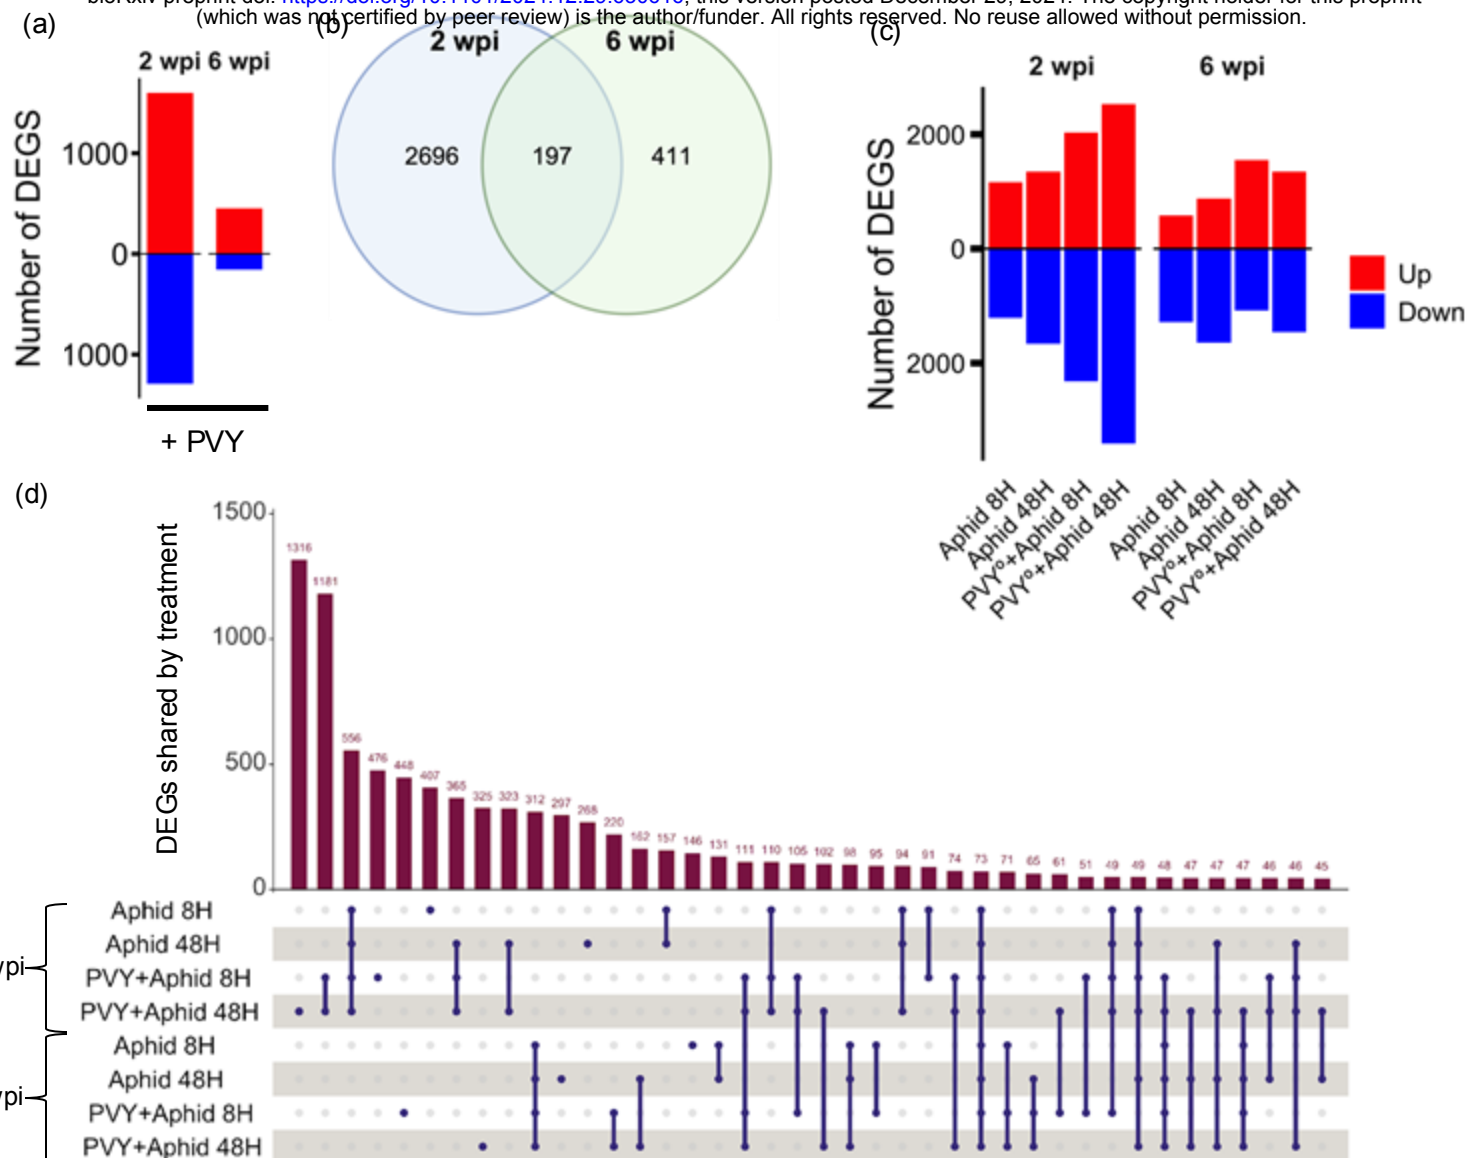 (which was not certified by peer review) is the author/funder. All rights reserved. No reuse allowed without permission.
(a)
2 wpi 6 wpi
Number of DEGS
1000
0
1000
+ PVY
(b)
2 wpi 6 wpi
2696 197 411
(c)
2 wpi 6 wpi
Number of DEGS
2000
0
2000
Up
Down
Aphid 8H
Aphid 48H
PVYº+Aphid 8H
PVYº+Aphid 48H
Aphid 8H
Aphid 48H
PVYº+Aphid 8H
PVYº+Aphid 48H
(d)
DEGs shared by treatment
1500
1000
500
0
1316 1181 556 476 448 407 365 325 323 312 297 268 220 162 157 146 131 111 110 105 102 98 95 94 91 74 73 71 65 61 51 49 49 48 47 47 47 46 46 45
Aphid 8H
Aphid 48H
PVY+Aphid 8H
PVY+Aphid 48H
Aphid 8H
Aphid 48H
PVY+Aphid 8H
PVY+Aphid 48H